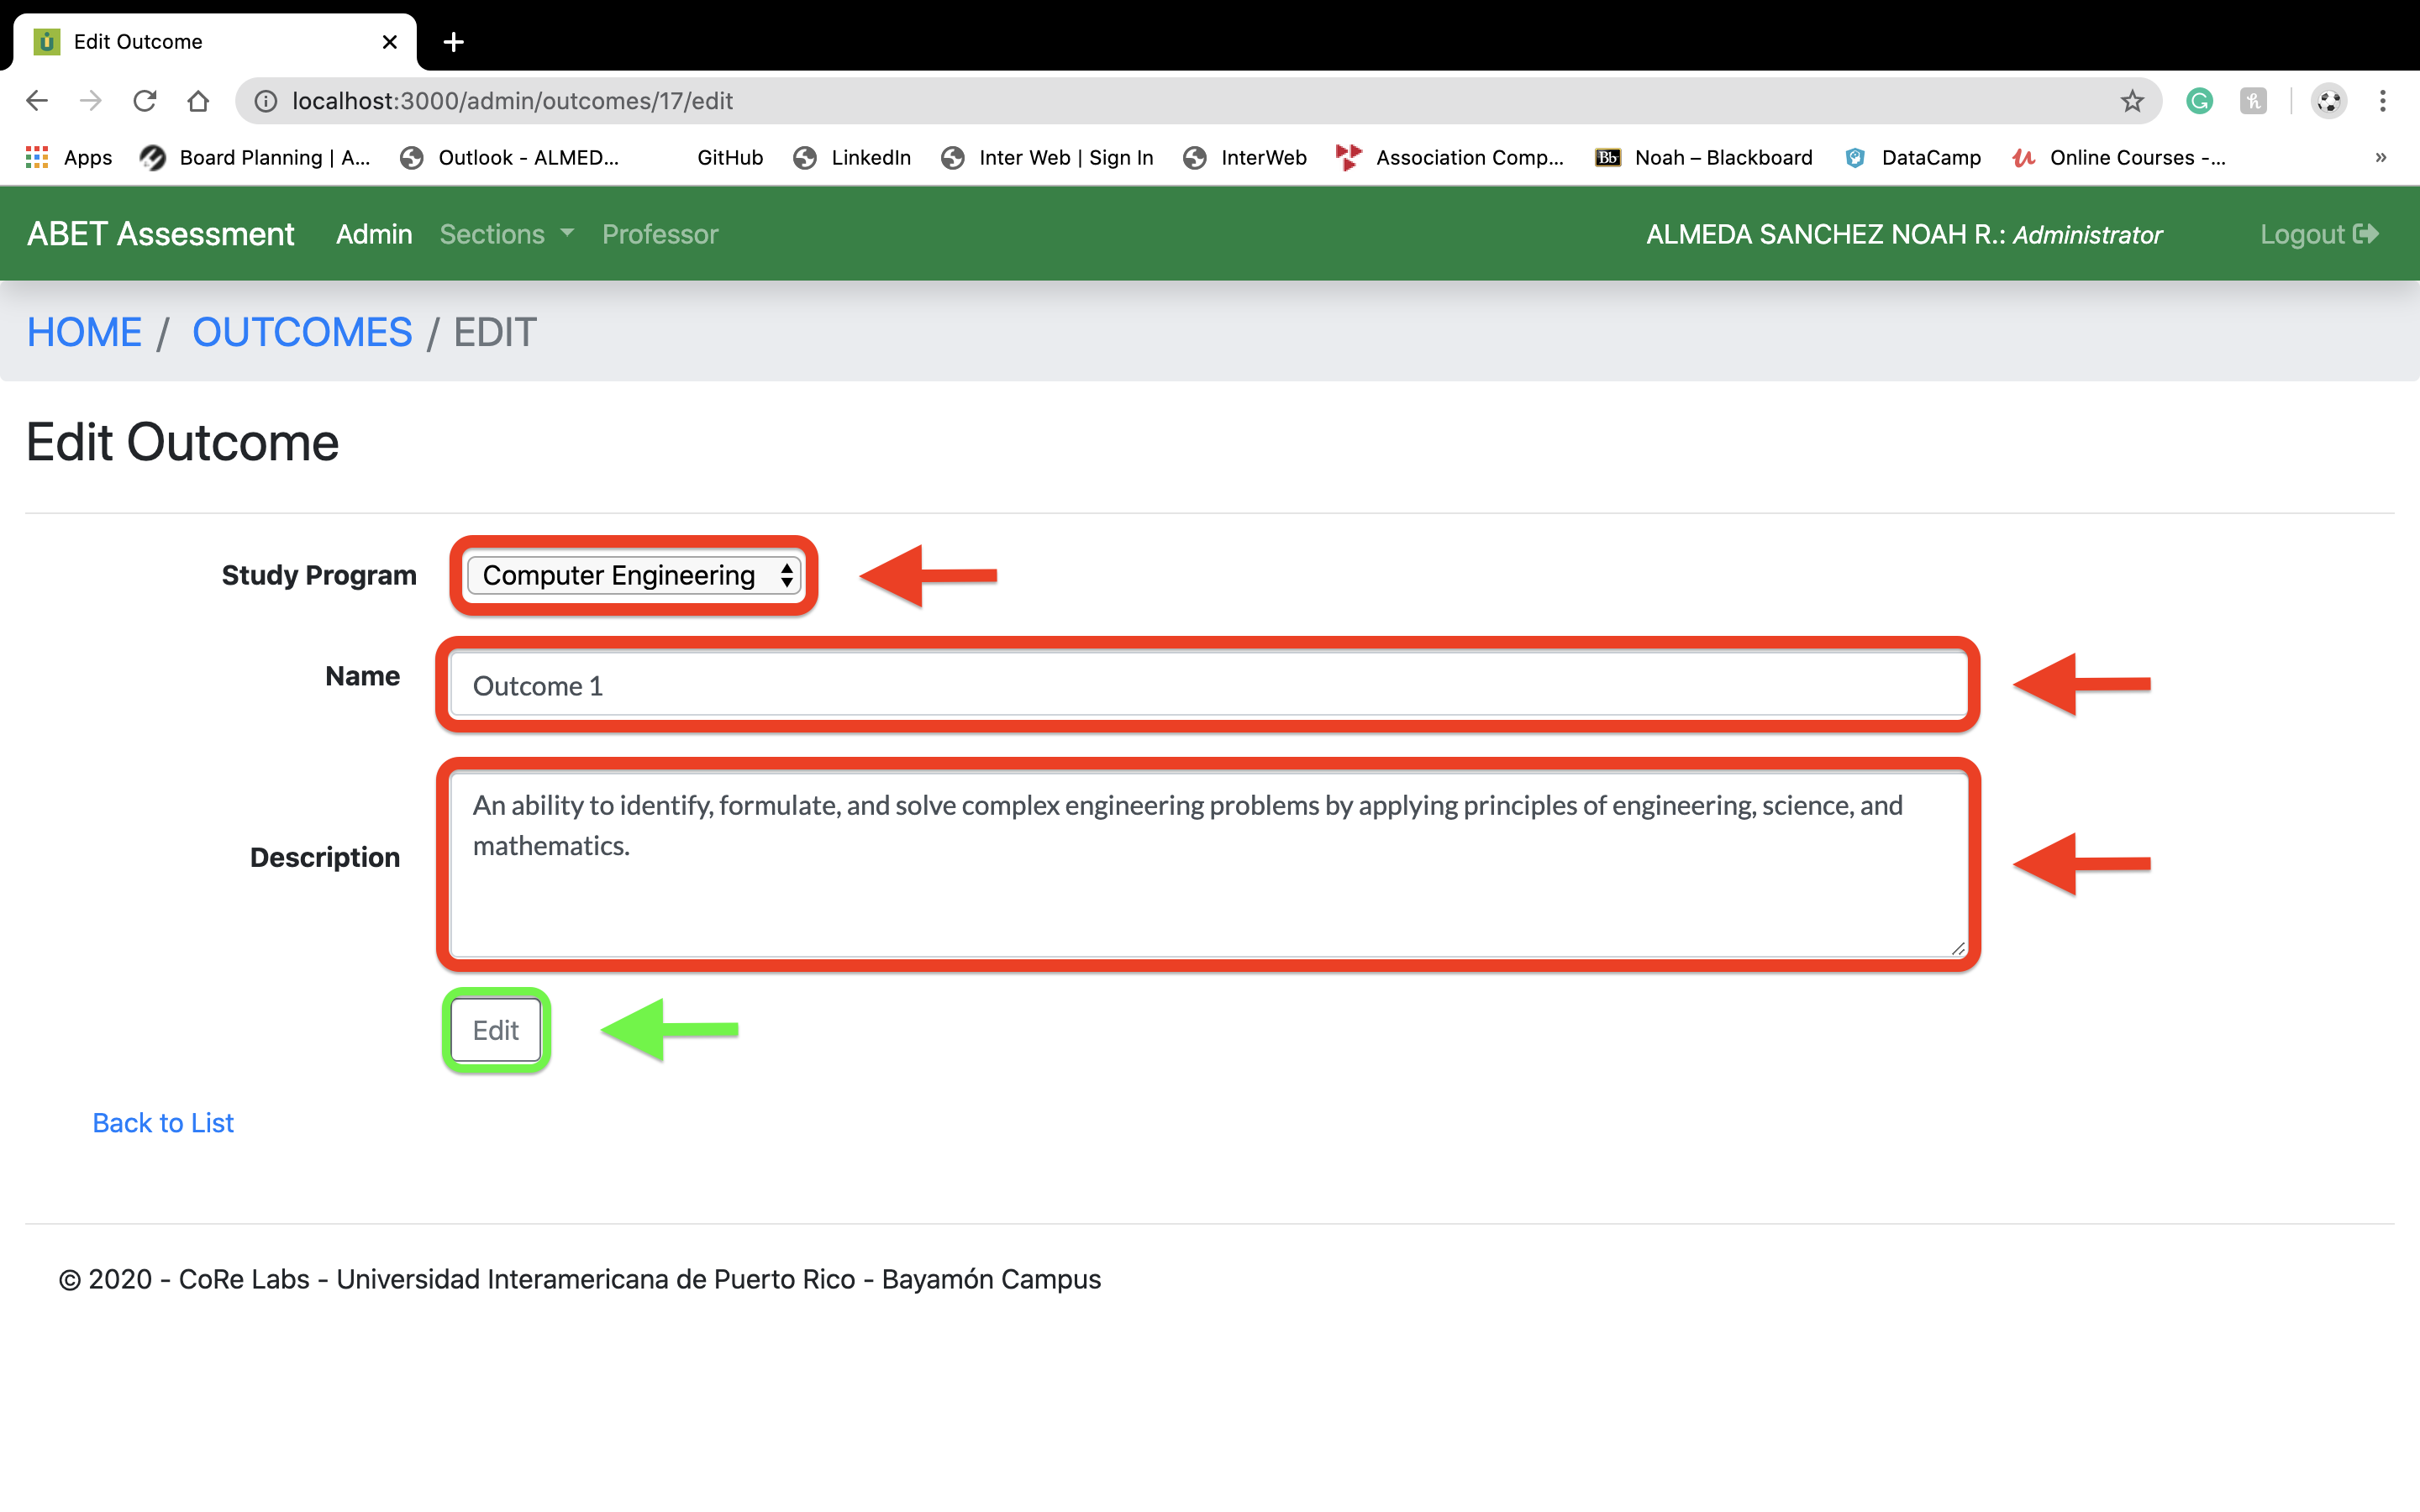 Edit Outcome
localhost:3000/admin/outcomes/17/edit
Apps Board Planning | A... Outlook - ALMED... GitHub LinkedIn Inter Web | Sign In InterWeb Association Comp... Bb Noah – Blackboard DataCamp Online Courses -... »
ABET Assessment Admin Sections Professor ALMEDA SANCHEZ NOAH R.: Administrator Logout
HOME / OUTCOMES / EDIT
Edit Outcome
Study Program Computer Engineering
Name Outcome 1
Description An ability to identify, formulate, and solve complex engineering problems by applying principles of engineering, science, and
mathematics.
Edit
Back to List
© 2020 - CoRe Labs - Universidad Interamericana de Puerto Rico - Bayamón Campus